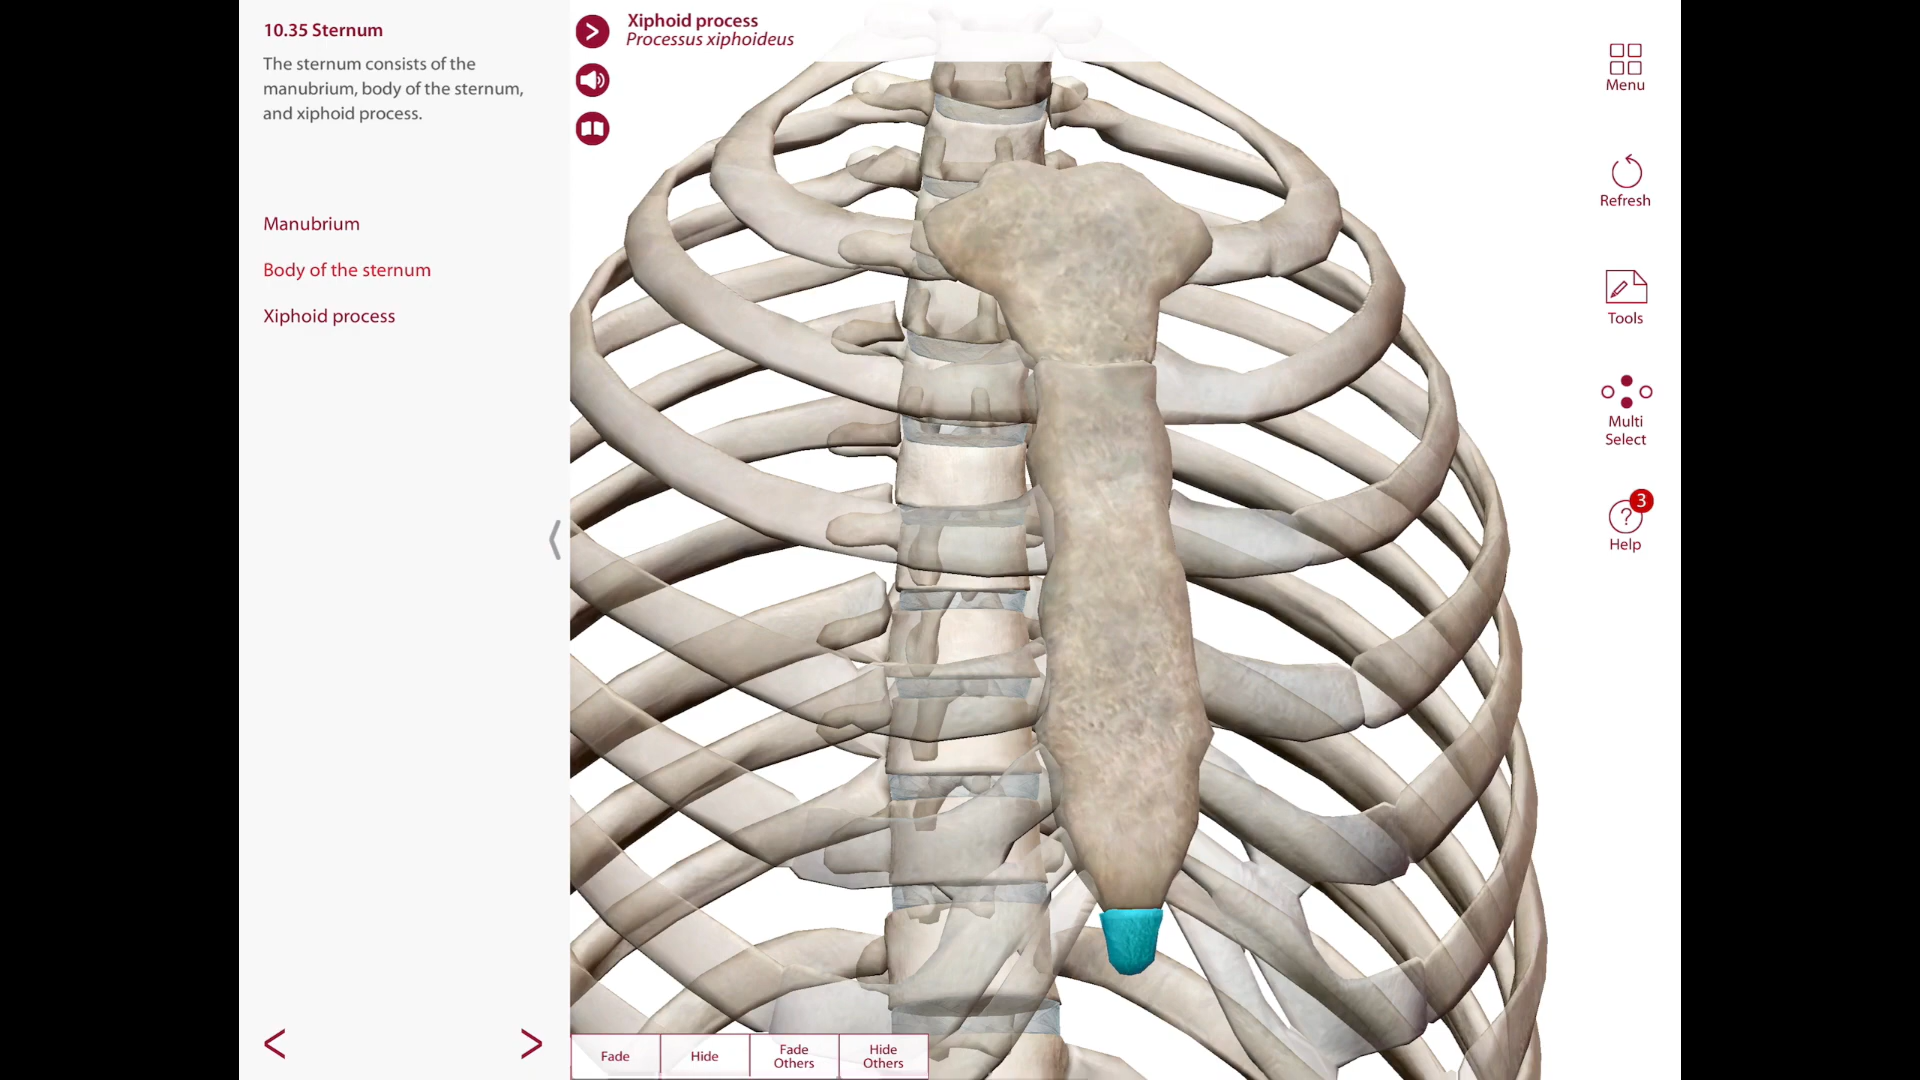 10.35 Sternum
The sternum consists of the
manubrium, body of the sternum,
and xiphoid process.
Manubrium
Body of the sternum
Xiphoid process
Xiphoid process
Processus xiphoideus
Menu
Refresh
Tools
Multi
Select
3
?
Help
Fade
Hide
Fade
Others
Hide
Others